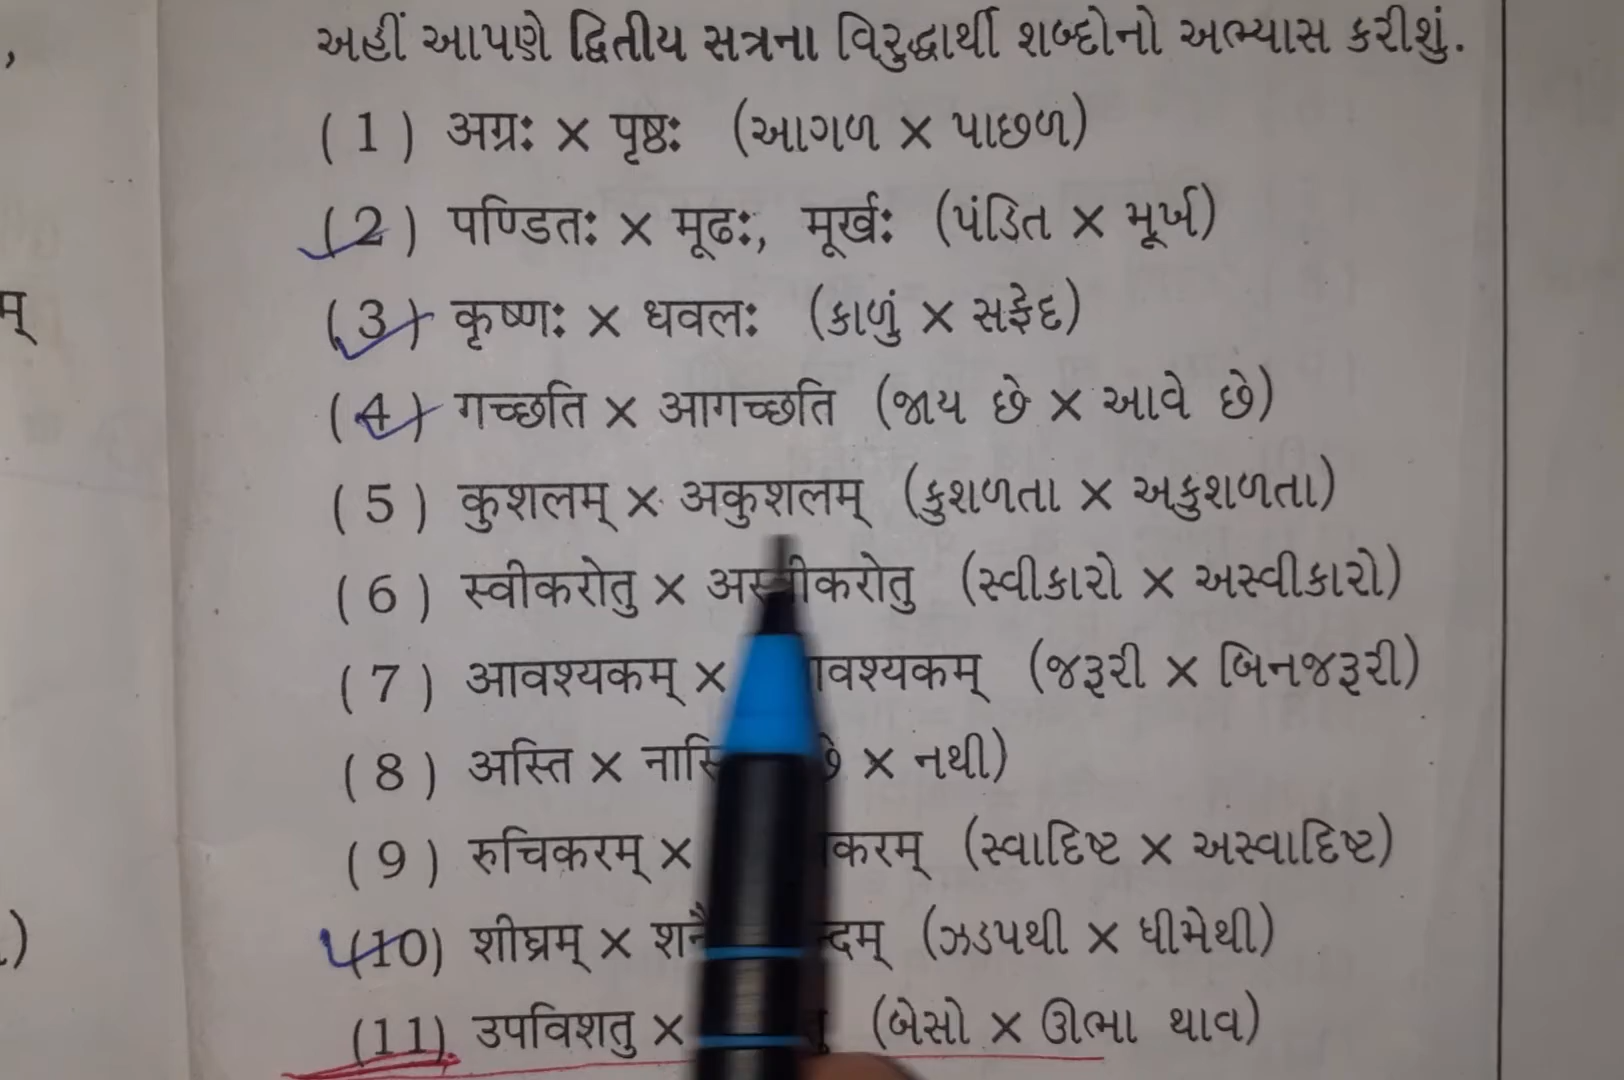 ,
અહીં આપણે દ્વિતીય સત્રના વિરુદ્ધાર્થી શબ્દોનો અભ્યાસ કરીશું.
(1) अग्रः × पृष्ठः (આગળ × પાછળ)
(2) पण्डितः × मूढः, मूर्खः (પંડિત × મૂર્ખ)
म्
(3) कृष्णः × धवलः (કાળું × સફેદ)
(4) गच्छति × आगच्छति (જાય છે × આવે છે)
(5) कुशलम् × अकुशलम् (કુશળતા × અકુશળતા)
(6) स्वीकरोतु × अस्वीकरोतु (સ્વીકારો × અસ્વીકારો)
(7) आवश्यकम् × (જરૂરી × બિનજરૂરી)
(8) अस्ति × × નથી)
(9) रुचिकरम् × (સ્વાદિષ્ટ × અસ્વાદિષ્ટ)
.)
(10) शीघ्रम् × (ઝડપથી × ધીમેથી)
(11) उपविशतु × (બેસો × ઊભા થાવ)